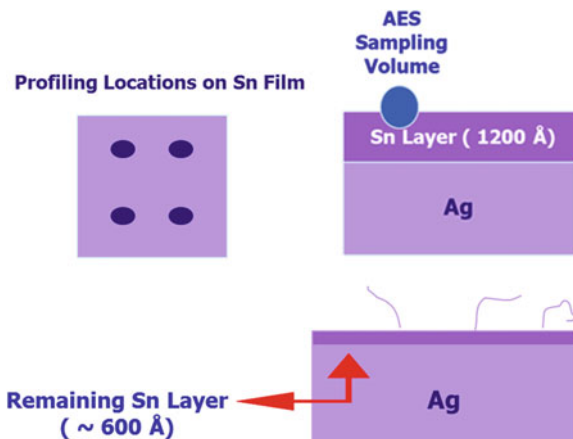 AES
Sampling
Volume
Profiling Locations on Sn Film
Sn Layer ( 1200 Å)
Ag
Remaining Sn Layer
( ~ 600 Å)
Ag